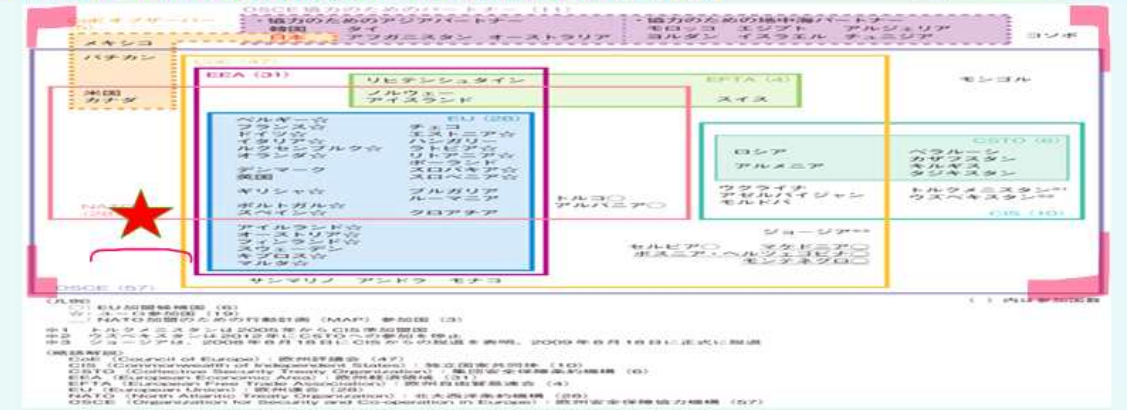 OSCE協力のためのパートナー (11)
CoEオブザーバー
・協力のためのアジアパートナー
・協力のための地中海パートナー
韓国 タイ
モロッコ エジプト アルジェリア
日本 アフガニスタン オーストラリア
ヨルダン イスラエル チュニジア
コソボ
メキシコ
バチカン
CoE (47)
EEA (31)
リヒテンシュタイン
EFTA (4)
モンゴル
米国
カナダ
ノルウェー
アイスランド
スイス
ベルギー☆
EU (28)
フランス☆
チェコ
ドイツ☆
エストニア☆
イタリア☆
ハンガリー
ルクセンブルク☆
ラトビア☆
オランダ☆
リトアニア☆
ポーランド
デンマーク
スロバキア☆
英国
スロベニア☆
ギリシャ☆
ブルガリア
ルーマニア
ポルトガル☆
スペイン☆
クロアチア
トルコ○
アルバニア○
CSTO (6)
ロシア
ベラルーシ
カザフスタン
アルメニア
キルギス
タジキスタン
ウクライナ
アゼルバイジャン
モルドバ
トルクメニスタン※1
ウズベキスタン※2
CIS (10)
NATO
(28)
アイルランド☆
オーストリア☆
フィンランド☆
スウェーデン
キプロス☆
マルタ☆
ジョージア※3
セルビア○ マケドニア○
ボスニア・ヘルツェゴビナ○
モンテネグロ○
サンマリノ アンドラ モナコ
OSCE (57)
(凡例)
( ) 内は参加国数
○: EU加盟候補国 (6)
☆: ユーロ参加国 (19)
_: NATO加盟のための行動計画 (MAP) 参加国 (3)
※1 トルクメニスタンは2005年からCIS準加盟国
※2 ウズベキスタンは2012年にCSTOへの参加を停止
※3 ジョージアは、2008年8月18日にCISからの脱退を表明、2009年8月18日に正式に脱退
(略語解説)
CoE (Council of Europe) : 欧州評議会 (47)
CIS (Commonwealth of Independent States) : 独立国家共同体 (10)
CSTO (Collective Security Treaty Organization) : 集団安全保障条約機構 (6)
EEA (European Economic Area) : 欧州経済領域 (31)
EFTA (European Free Trade Association) : 欧州自由貿易連合 (4)
EU (European Union) : 欧州連合 (28)
NATO (North Atlantic Treaty Organization) : 北大西洋条約機構 (28)
OSCE (Organization for Security and Co-operation in Europe) : 欧州安全保障協力機構 (57)